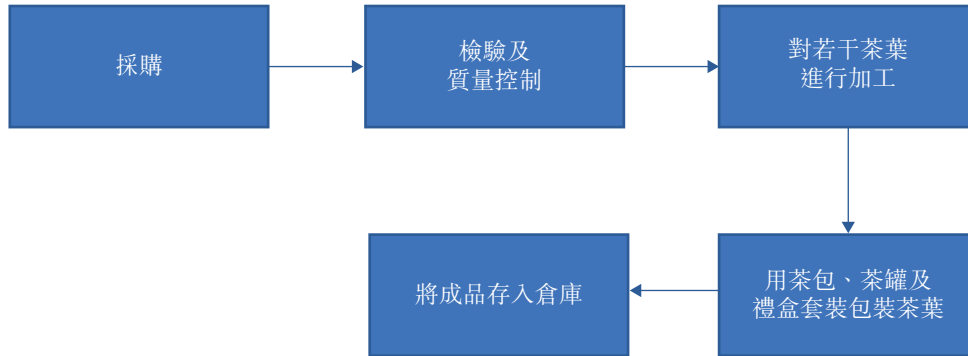 採購
檢驗及
質量控制
對若干茶葉
進行加工
用茶包、茶罐及
禮盒套裝包裝茶葉
將成品存入倉庫